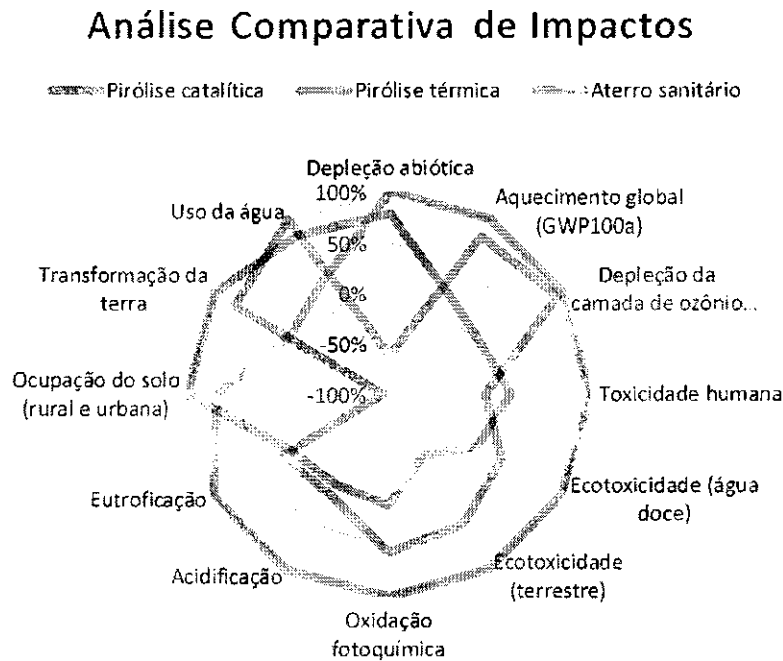 Análise Comparativa de Impactos
Pirólise catalítica Pirólise térmica Aterro sanitário
Depleção abiótica
100%
50%
0%
-50%
-100%
Aquecimento global
(GWP100a)
Depleção da
camada de ozônio...
Toxicidade humana
Ecotoxicidade (água
doce)
Ecotoxicidade
(terrestre)
Oxidação
fotoquímica
Acidificação
Eutroficação
Ocupação do solo
(rural e urbana)
Transformação da
terra
Uso da água